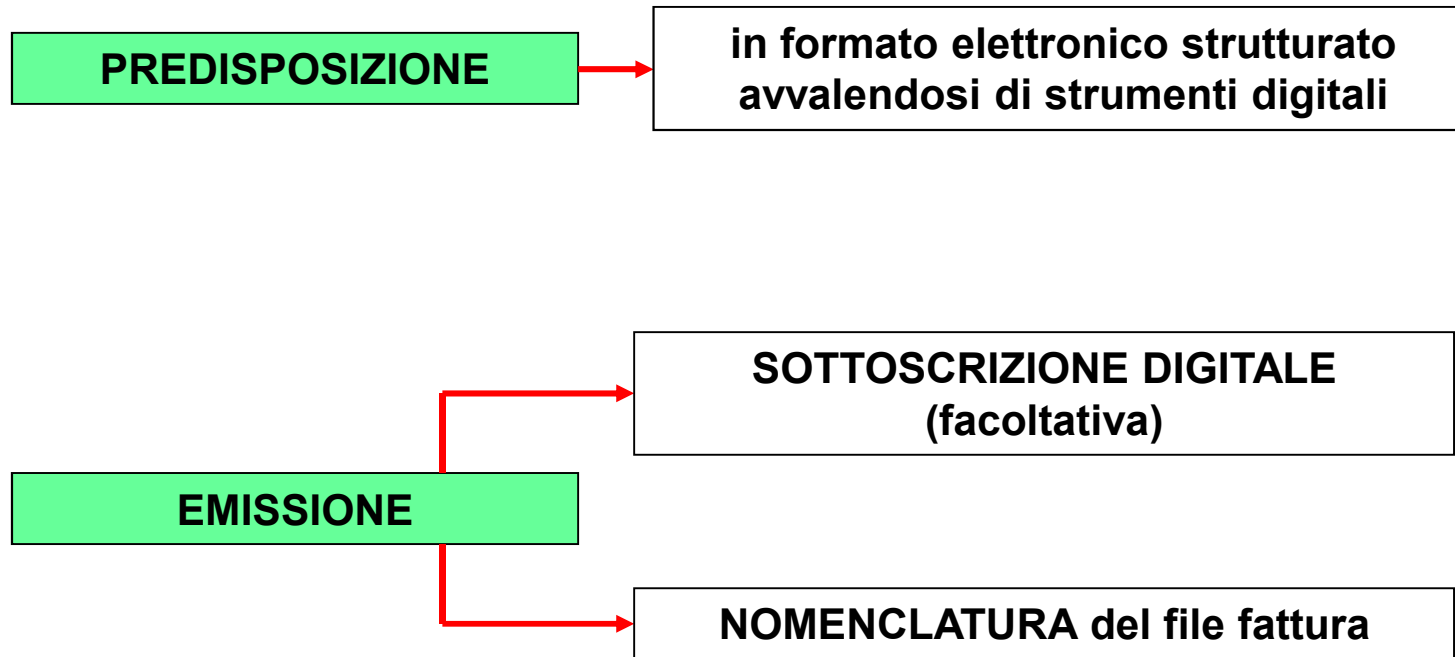 PREDISPOSIZIONE
in formato elettronico strutturato
avvalendosi di strumenti digitali
SOTTOSCRIZIONE DIGITALE
(facoltativa)
EMISSIONE
NOMENCLATURA del file fattura